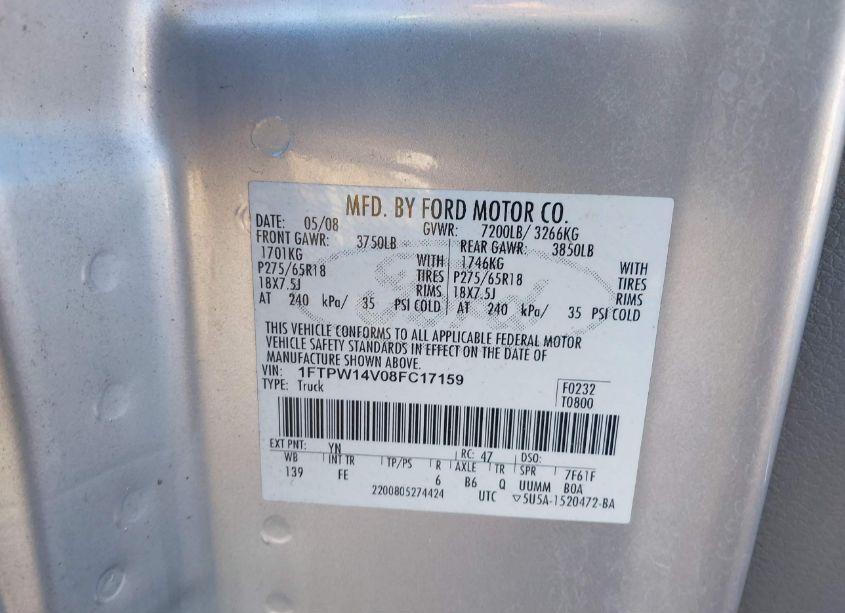 MFD. BY FORD MOTOR CO.
DATE: 05/08 GVWR: 7200LB/ 3266KG
FRONT GAWR: 3750LB REAR GAWR: 3850LB
1701KG WITH 1746KG WITH
P275/65R18 TIRES P275/65R18 TIRES
18X7.5J RIMS 18X7.5J RIMS
AT 240 kPa/ 35 PSI COLD AT 240 kPa/ 35 PSI COLD
THIS VEHICLE CONFORMS TO ALL APPLICABLE FEDERAL MOTOR
VEHICLE SAFETY STANDARDS IN EFFECT ON THE DATE OF
MANUFACTURE SHOWN ABOVE.
VIN: 1FTPW14V08FC17159
TYPE: Truck
F0232
T0800
EXT PNT: YN RC: 47 DSO:
WB INT TR TP/PS R AXLE TR SPR 7F61F
139 FE 6 B6 Q UUMM BOA
2200805274424 UTC ▽5U5A-1520472-BA